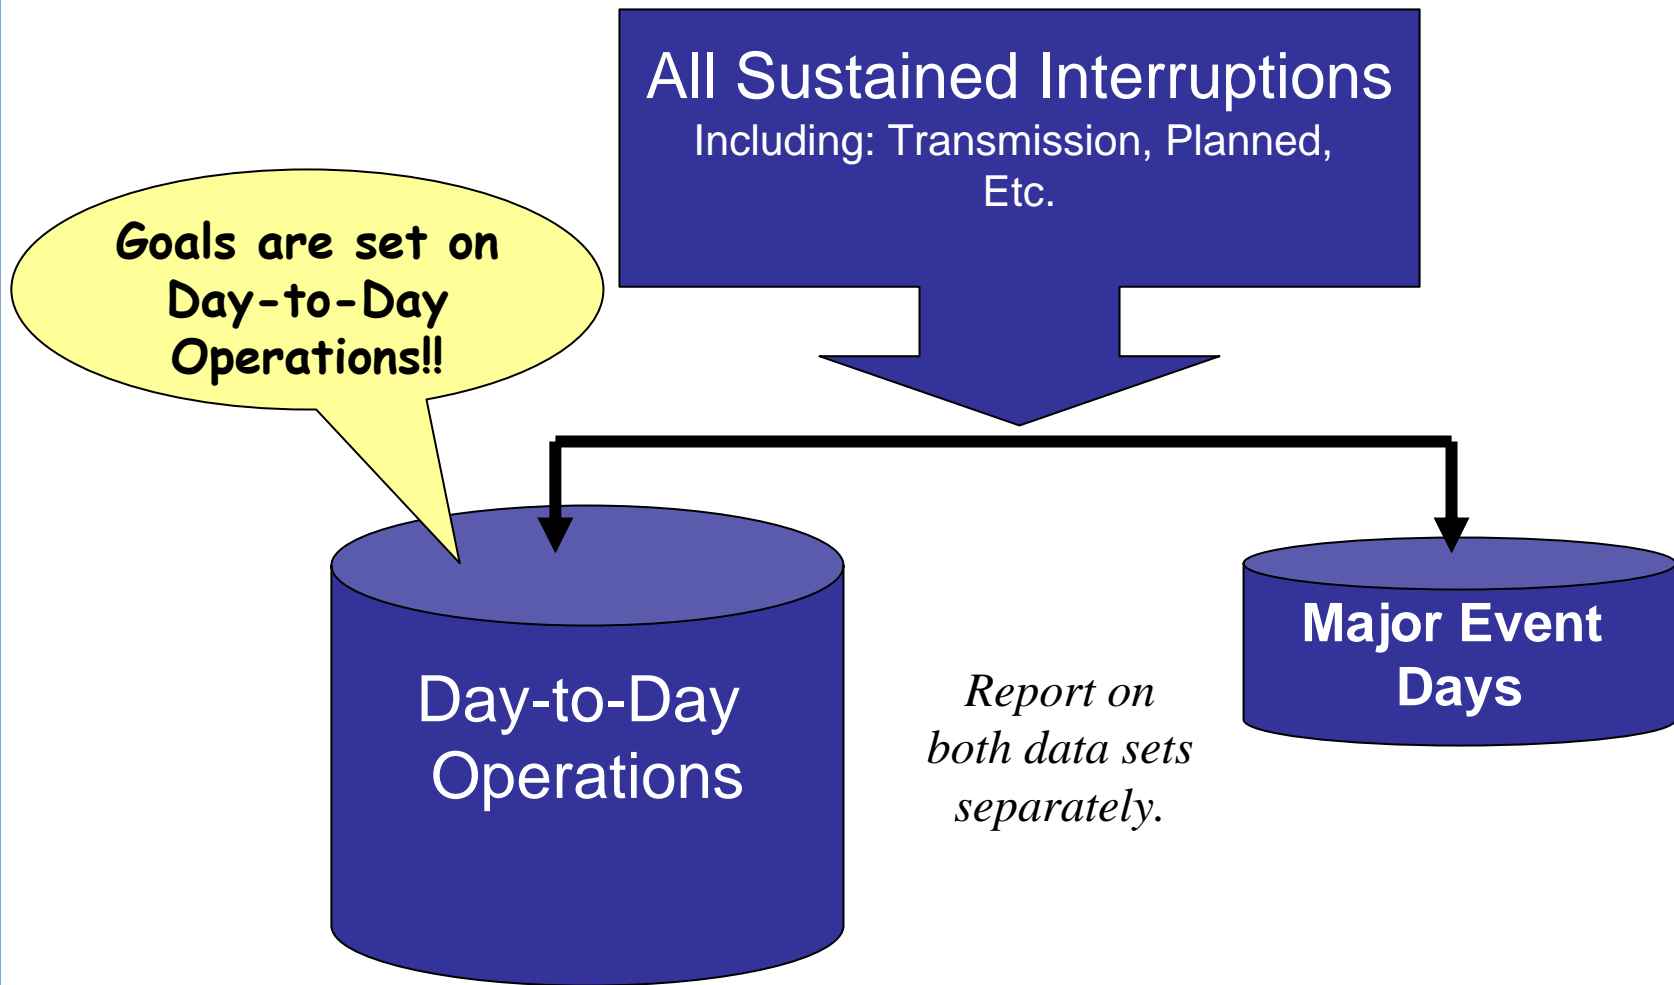 All Sustained Interruptions
Including: Transmission, Planned,
Etc.
Goals are set on
Day-to-Day
Operations!!
Day-to-Day
Operations
Report on
both data sets
separately.
Major Event
Days